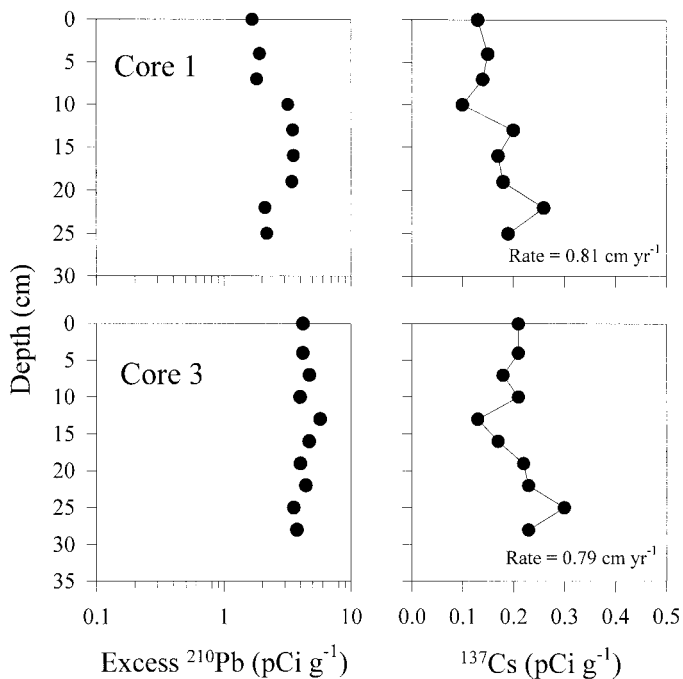 0
5
10
15
20
25
30
Core 1
Rate = 0.81 cm yr⁻¹
Depth (cm)
0
5
10
15
20
25
30
35
Core 3
Rate = 0.79 cm yr⁻¹
0.1 1 10
0.0 0.1 0.2 0.3 0.4 0.5
Excess ²¹⁰Pb (pCi g⁻¹)
¹³⁷Cs (pCi g⁻¹)